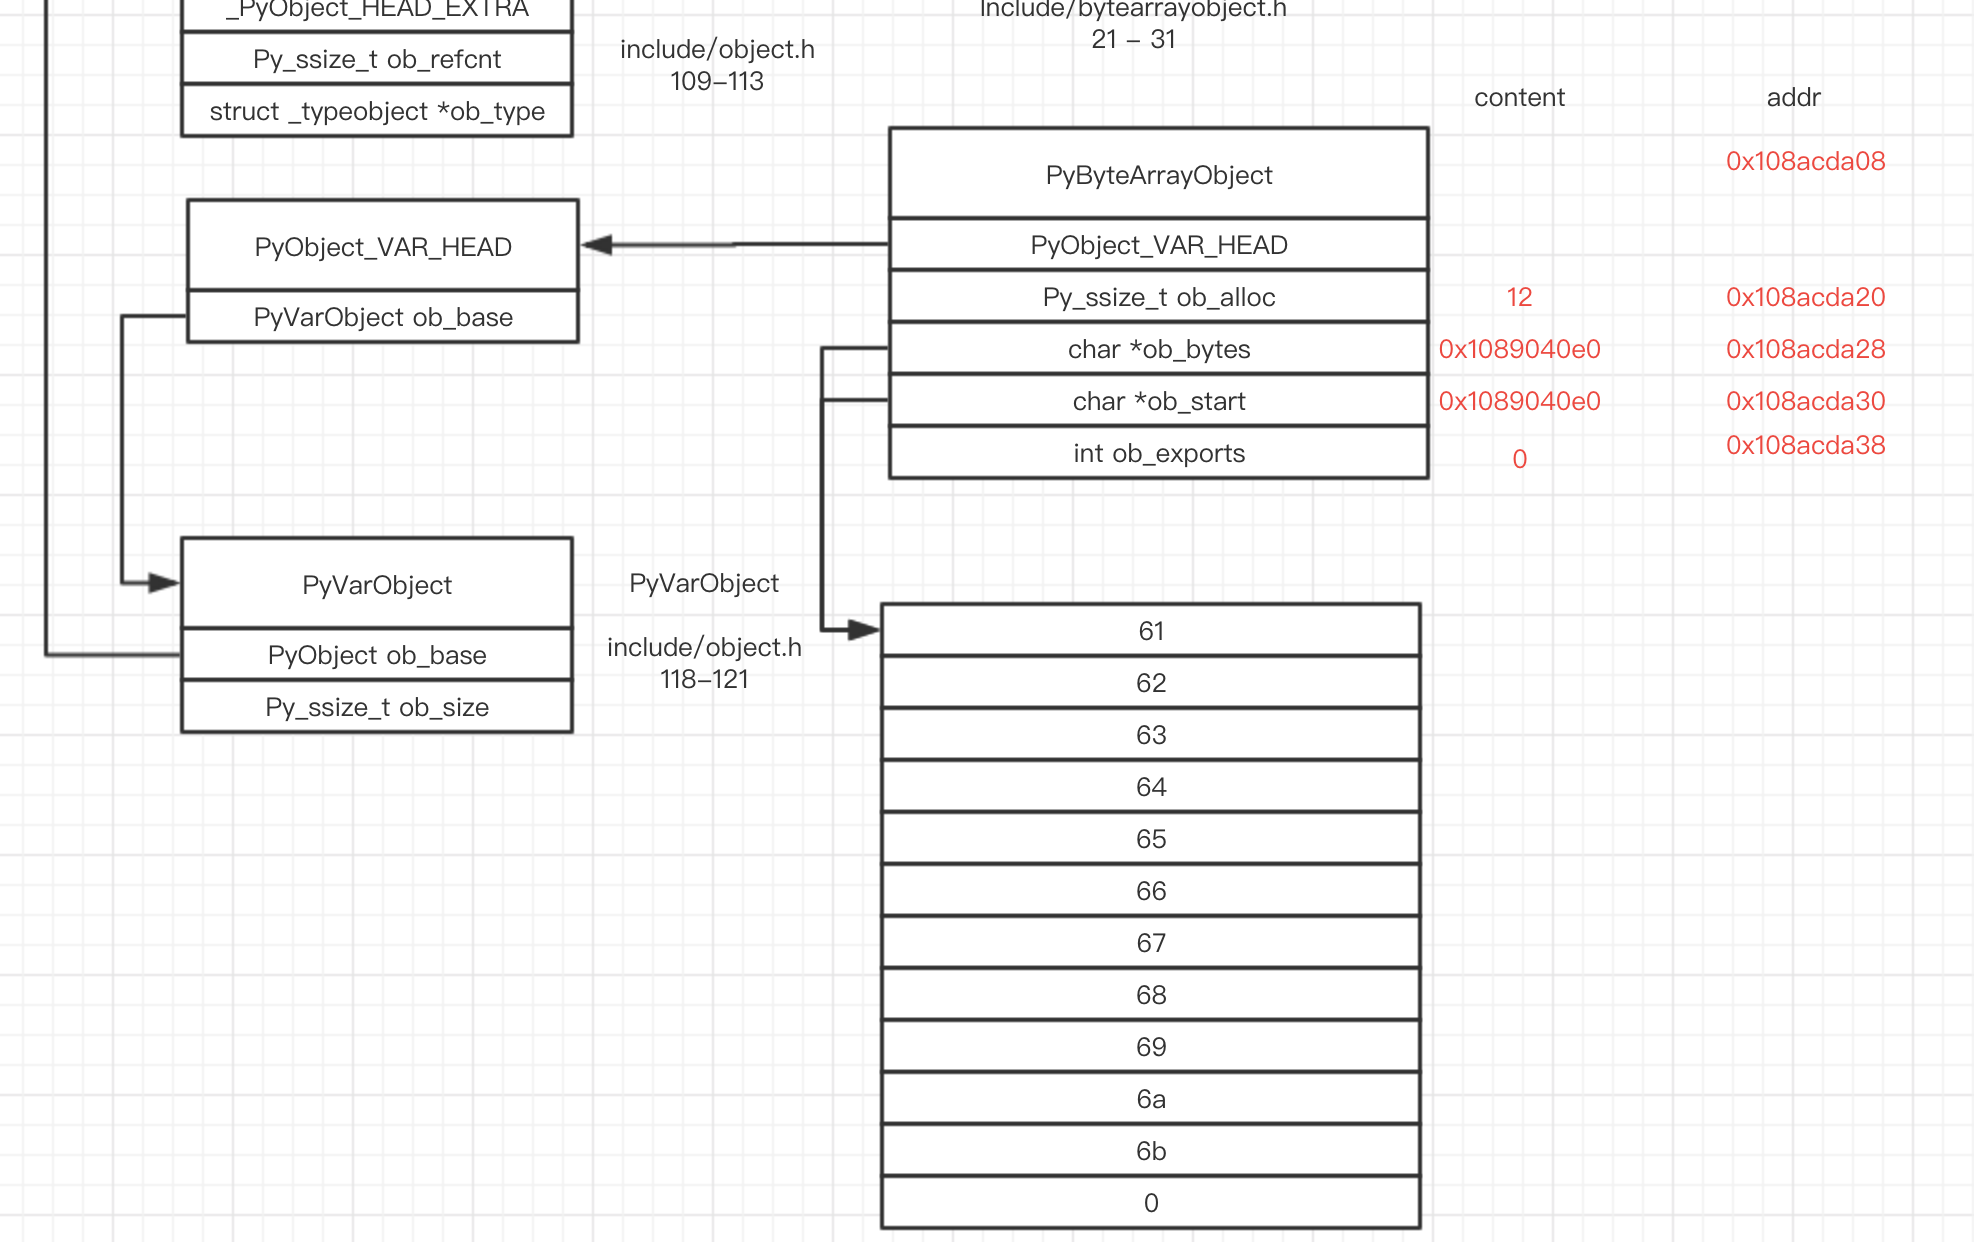 _PyObject_HEAD_EXTRA
Py_ssize_t ob_refcnt
struct _typeobject *ob_type
include/object.h
109-113
Include/bytearrayobject.h
21 - 31
content
addr
PyByteArrayObject
0x108acda08
PyObject_VAR_HEAD
Py_ssize_t ob_alloc
12
0x108acda20
char *ob_bytes
0x1089040e0
0x108acda28
char *ob_start
0x1089040e0
0x108acda30
int ob_exports
0
0x108acda38
PyObject_VAR_HEAD
PyVarObject ob_base
PyVarObject
PyObject ob_base
Py_ssize_t ob_size
PyVarObject
include/object.h
118-121
61
62
63
64
65
66
67
68
69
6a
6b
0